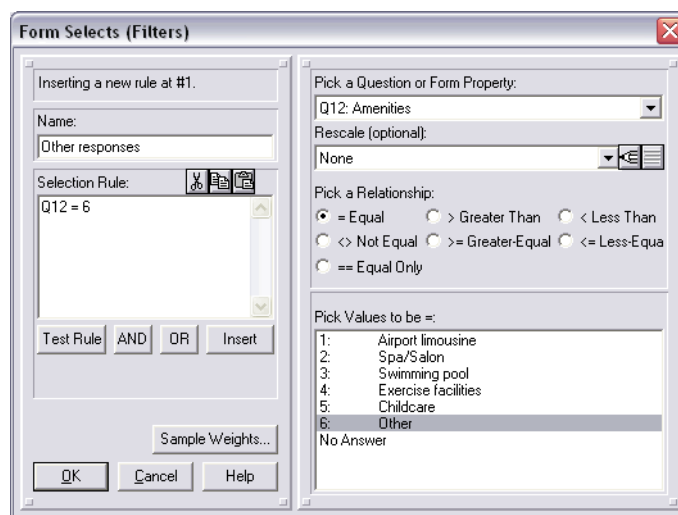 Form Selects (Filters)
Inserting a new rule at #1.
Name:
Other responses
Selection Rule:
Q12 = 6
Test Rule AND OR Insert
Sample Weights...
OK Cancel Help
Pick a Question or Form Property:
Q12: Amenities
Rescale (optional):
None
Pick a Relationship:
= Equal > Greater Than < Less Than
<> Not Equal >= Greater-Equal <= Less-Equa
== Equal Only
Pick Values to be =:
1: Airport limousine
2: Spa/Salon
3: Swimming pool
4: Exercise facilities
5: Childcare
6: Other
No Answer